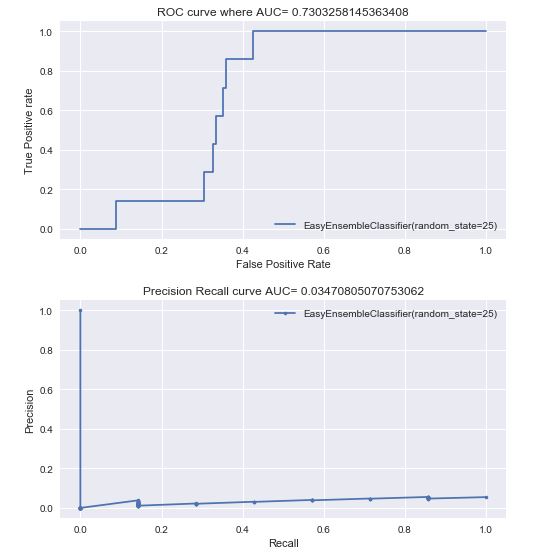 ROC curve where AUC= 0.7303258145363408
1.0
0.8
0.6
0.4
0.2
0.0
True Positive rate
EasyEnsembleClassifier(random_state=25)
0.0 0.2 0.4 0.6 0.8 1.0
False Positive Rate
Precision Recall curve AUC= 0.03470805070753062
1.0
0.8
0.6
0.4
0.2
0.0
Precision
EasyEnsembleClassifier(random_state=25)
0.0 0.2 0.4 0.6 0.8 1.0
Recall